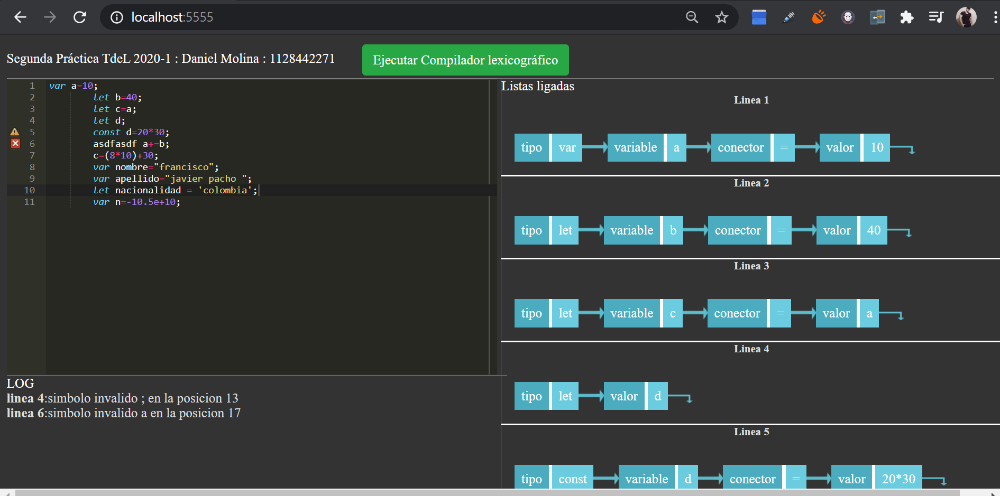 localhost:5555
Segunda Práctica TdeL 2020-1 : Daniel Molina : 1128442271
Ejecutar Compilador lexicográfico
1 var a=10;
2 let b=40;
3 let c=a;
4 let d;
5 const d=20*30;
6 asdfasdf a+=b;
7 c=(8*10)+30;
8 var nombre="francisco";
9 var apellido="javier pacho ";
10 let nacionalidad = 'colombia';
11 var n=-10.5e+10;
LOG
linea 4:simbolo invalido ; en la posicion 13
linea 6:simbolo invalido a en la posicion 17
Listas ligadas
Linea 1
tipo var variable a conector = valor 10
Linea 2
tipo let variable b conector = valor 40
Linea 3
tipo let variable c conector = valor a
Linea 4
tipo let valor d
Linea 5
tipo const variable d conector = valor 20*30